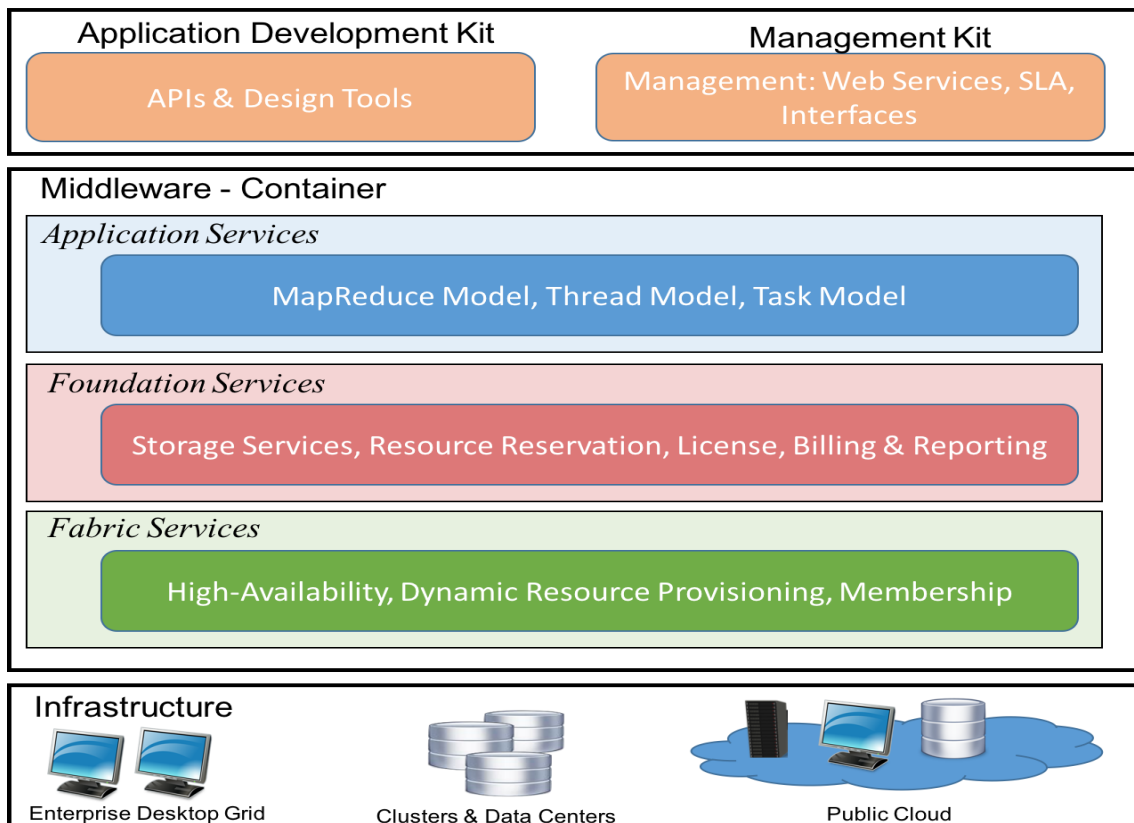 Application Development Kit
Management Kit
APIs & Design Tools
Management: Web Services, SLA,
Interfaces
Middleware - Container
Application Services
MapReduce Model, Thread Model, Task Model
Foundation Services
Storage Services, Resource Reservation, License, Billing & Reporting
Fabric Services
High-Availability, Dynamic Resource Provisioning, Membership
Infrastructure
Enterprise Desktop Grid
Clusters & Data Centers
Public Cloud